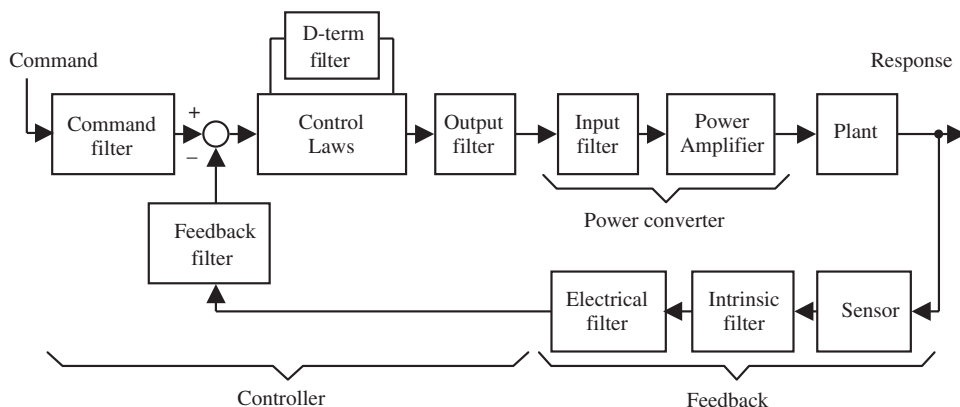 D-term
filter
Command
Response
Command
filter
+
−
Control
Laws
Output
filter
Input
filter
Power
Amplifier
Plant
Power converter
Feedback
filter
Electrical
filter
Intrinsic
filter
Sensor
Controller
Feedback